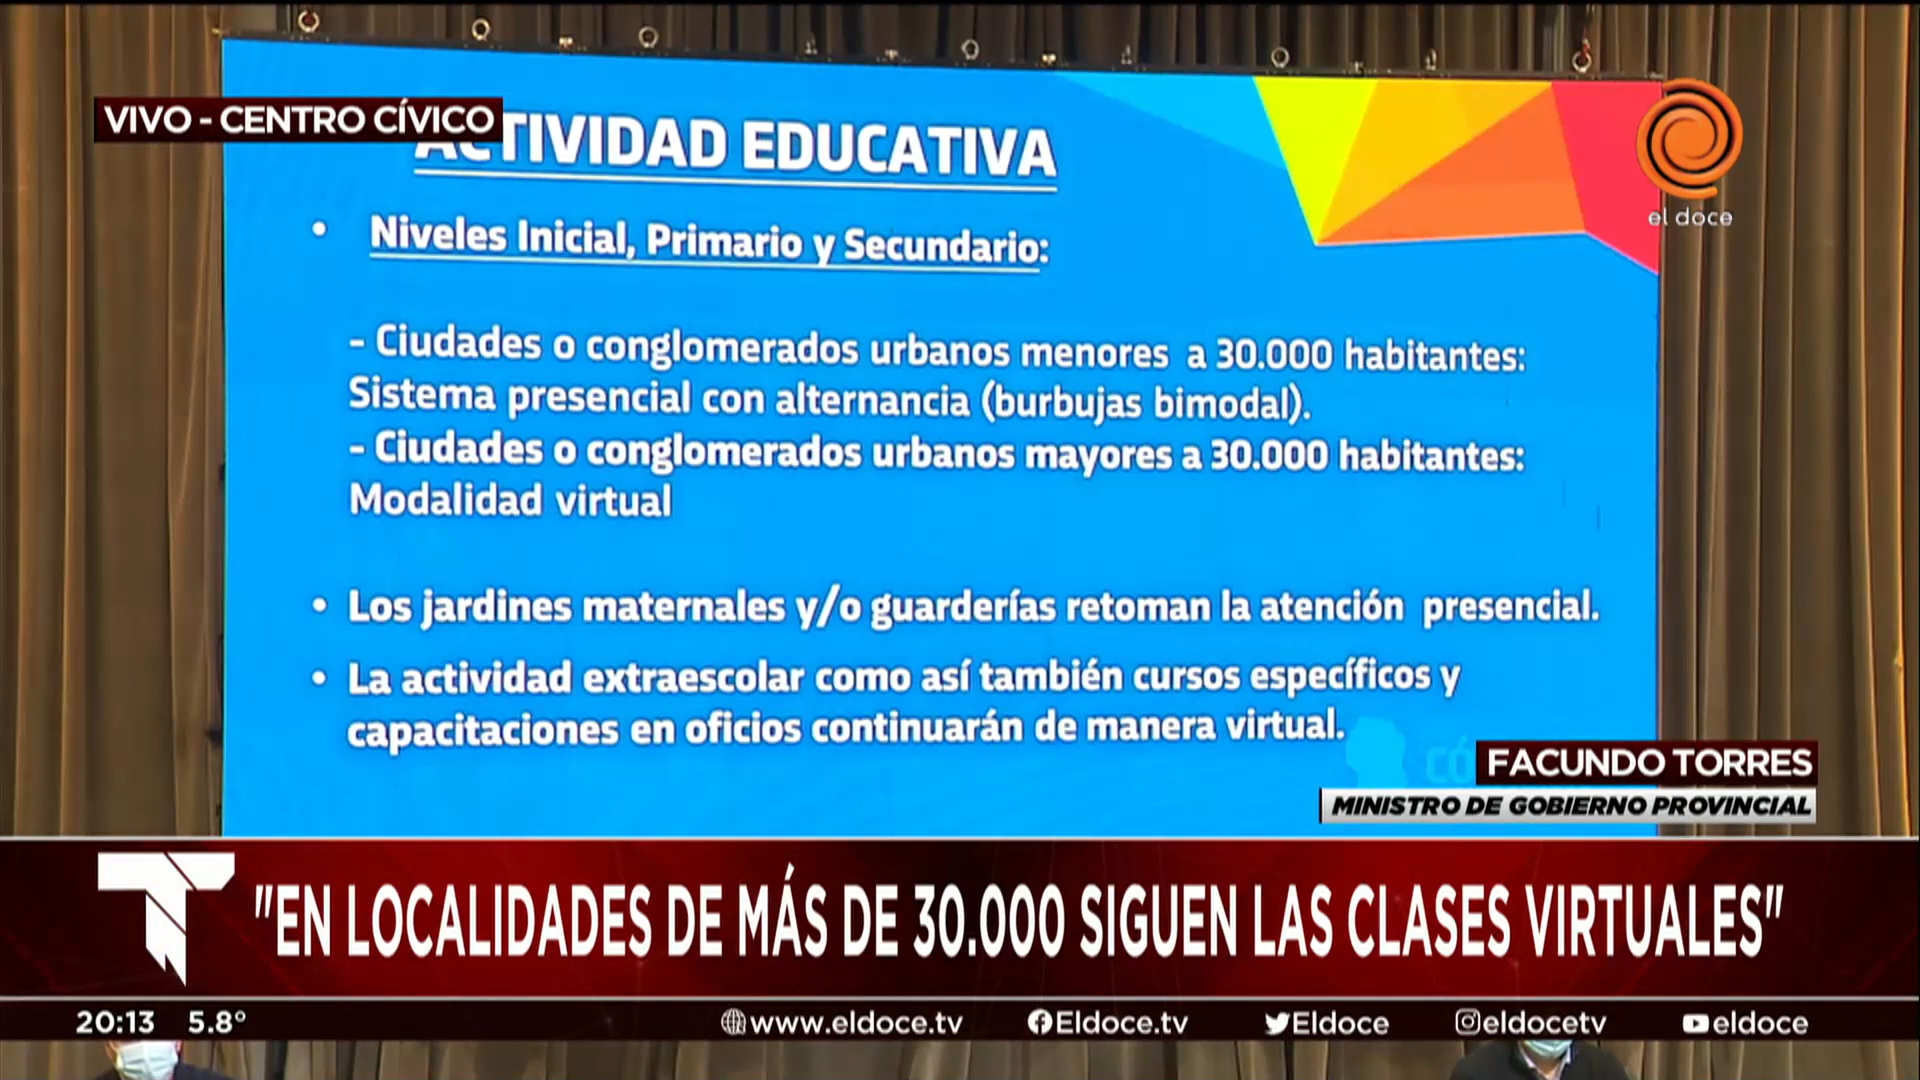 VIVO - CENTRO CÍVICO
ACTIVIDAD EDUCATIVA
el doce
• Niveles Inicial, Primario y Secundario:
- Ciudades o conglomerados urbanos menores a 30.000 habitantes:
Sistema presencial con alternancia (burbujas bimodal).
- Ciudades o conglomerados urbanos mayores a 30.000 habitantes:
Modalidad virtual
• Los jardines maternales y/o guarderías retoman la atención presencial.
• La actividad extraescolar como así también cursos específicos y
capacitaciones en oficios continuarán de manera virtual.
CÓ
FACUNDO TORRES
MINISTRO DE GOBIERNO PROVINCIAL
T "EN LOCALIDADES DE MÁS DE 30.000 SIGUEN LAS CLASES VIRTUALES"
20:13 5.8° www.eldoce.tv Eldoce.tv Eldoce eldocetv eldoce